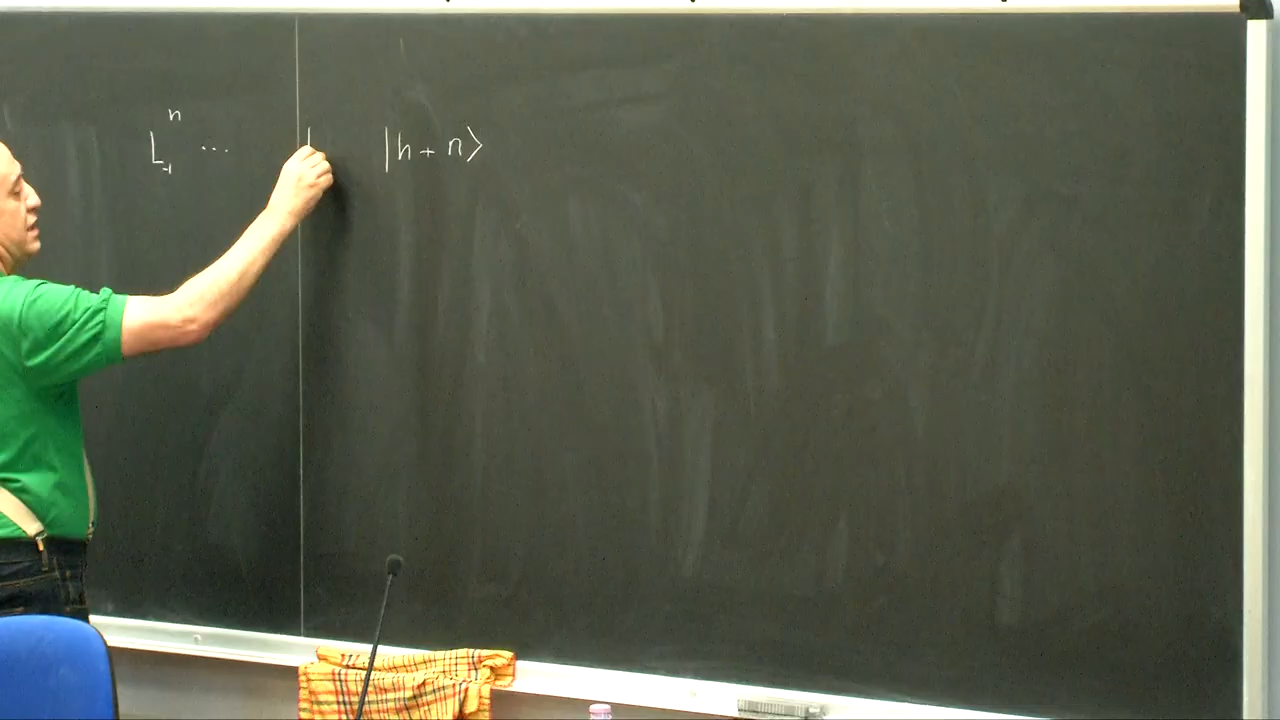 L₋₁ⁿ ... | |h + n⟩